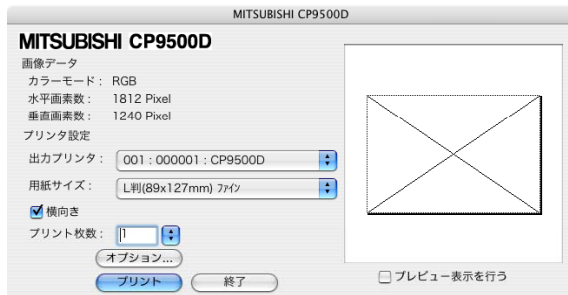 MITSUBISHI CP9500D
MITSUBISHI CP9500D
画像データ
カラーモード： RGB
水平画素数： 1812 Pixel
垂直画素数： 1240 Pixel
プリンタ設定
出力プリンタ： 001 : 000001 : CP9500D
用紙サイズ： L判(89x127mm) ﾌｧｲﾝ
横向き
プリント枚数： 1
オプション...
プリント 終了
プレビュー表示を行う